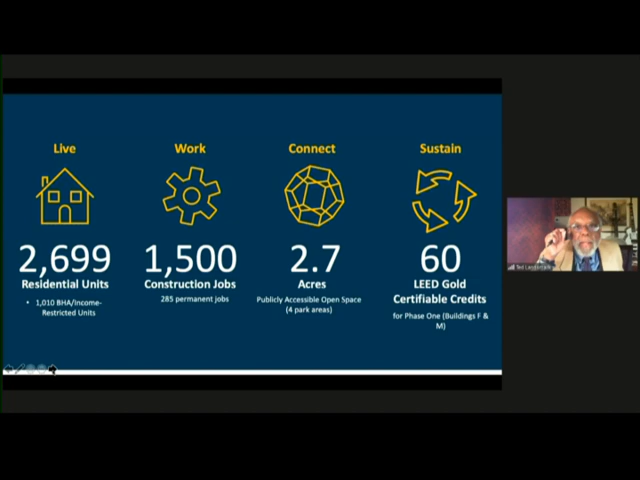 Live
Work
Connect
Sustain
2,699
Residential Units
• 1,010 BHA/Income-
Restricted Units
1,500
Construction Jobs
285 permanent jobs
2.7
Acres
Publicly Accessible Open Space
(4 park areas)
60
LEED Gold
Certifiable Credits
for Phase One (Buildings F &
M)
Ted